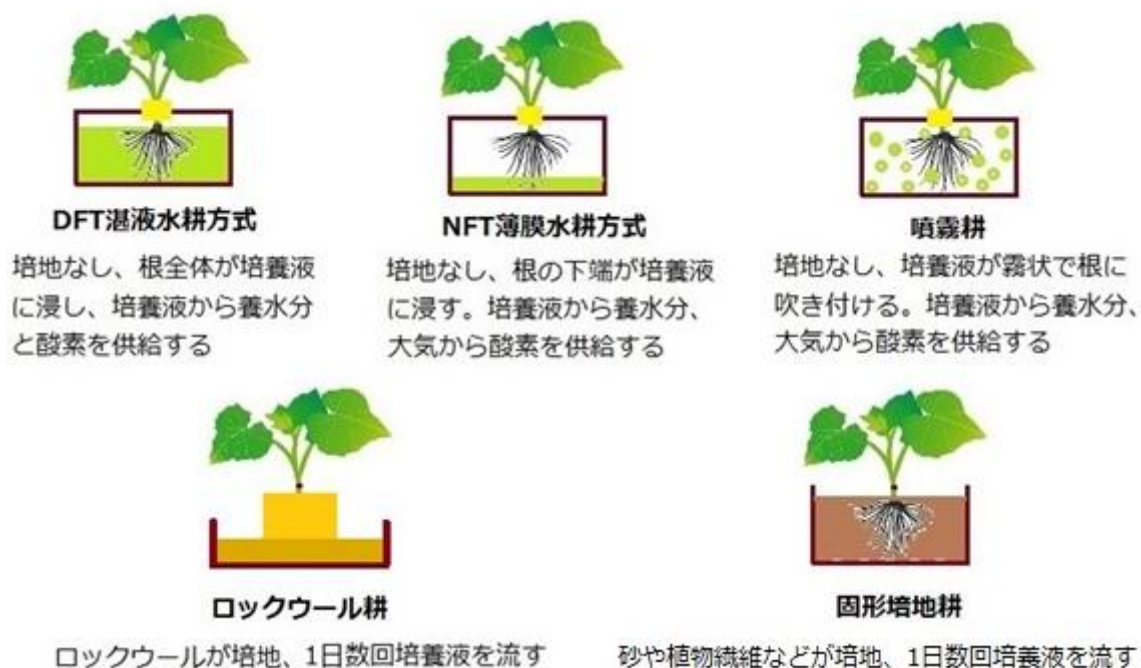 DFT湛液水耕方式
培地なし、根全体が培養液
に浸し、培養液から養水分
と酸素を供給する
NFT薄膜水耕方式
培地なし、根の下端が培養液
に浸す。培養液から養水分、
大気から酸素を供給する
噴霧耕
培地なし、培養液が霧状で根に
吹き付ける。培養液から養水分、
大気から酸素を供給する
ロックウール耕
ロックウールが培地、1日数回培養液を流す
固形培地耕
砂や植物繊維などが培地、1日数回培養液を流す